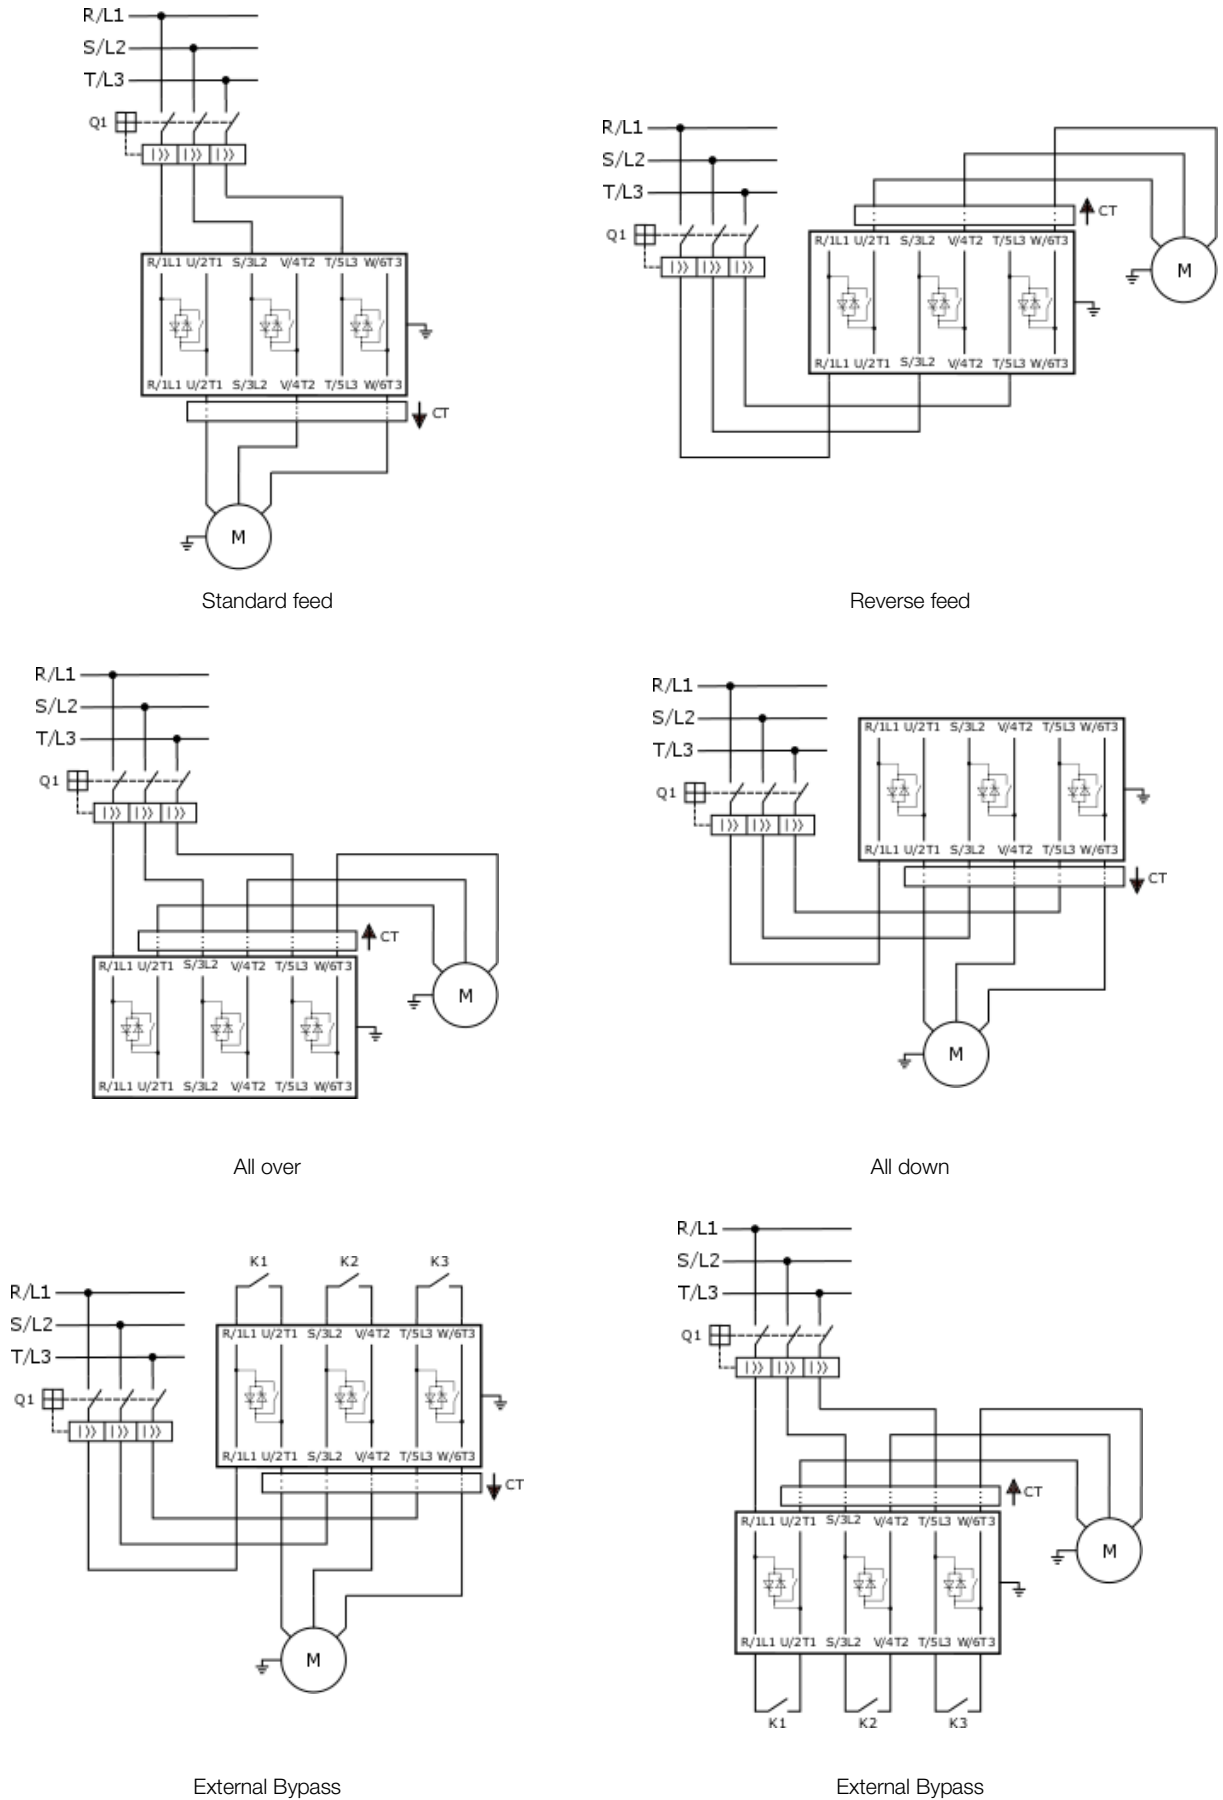 R/L1
S/L2
T/L3
Q1
R/1L1 U/2T1 S/3L2 V/4T2 T/5L3 W/6T3
R/1L1 U/2T1 S/3L2 V/4T2 T/5L3 W/6T3
CT
M
Standard feed
R/L1
S/L2
T/L3
CT
Q1
R/1L1 U/2T1 S/3L2 V/4T2 T/5L3 W/6T3
M
R/1L1 U/2T1 S/3L2 V/4T2 T/5L3 W/6T3
Reverse feed
R/L1
S/L2
T/L3
Q1
CT
R/1L1 U/2T1 S/3L2 V/4T2 T/5L3 W/6T3
M
R/1L1 U/2T1 S/3L2 V/4T2 T/5L3 W/6T3
All over
R/L1
S/L2
T/L3
R/1L1 U/2T1 S/3L2 V/4T2 T/5L3 W/6T3
Q1
R/1L1 U/2T1 S/3L2 V/4T2 T/5L3 W/6T3
CT
M
All down
K1 K2 K3
R/L1
S/L2
T/L3
R/1L1 U/2T1 S/3L2 V/4T2 T/5L3 W/6T3
Q1
R/1L1 U/2T1 S/3L2 V/4T2 T/5L3 W/6T3
CT
M
External Bypass
R/L1
S/L2
T/L3
Q1
CT
R/1L1 U/2T1 S/3L2 V/4T2 T/5L3 W/6T3
M
R/1L1 U/2T1 S/3L2 V/4T2 T/5L3 W/6T3
K1 K2 K3
External Bypass